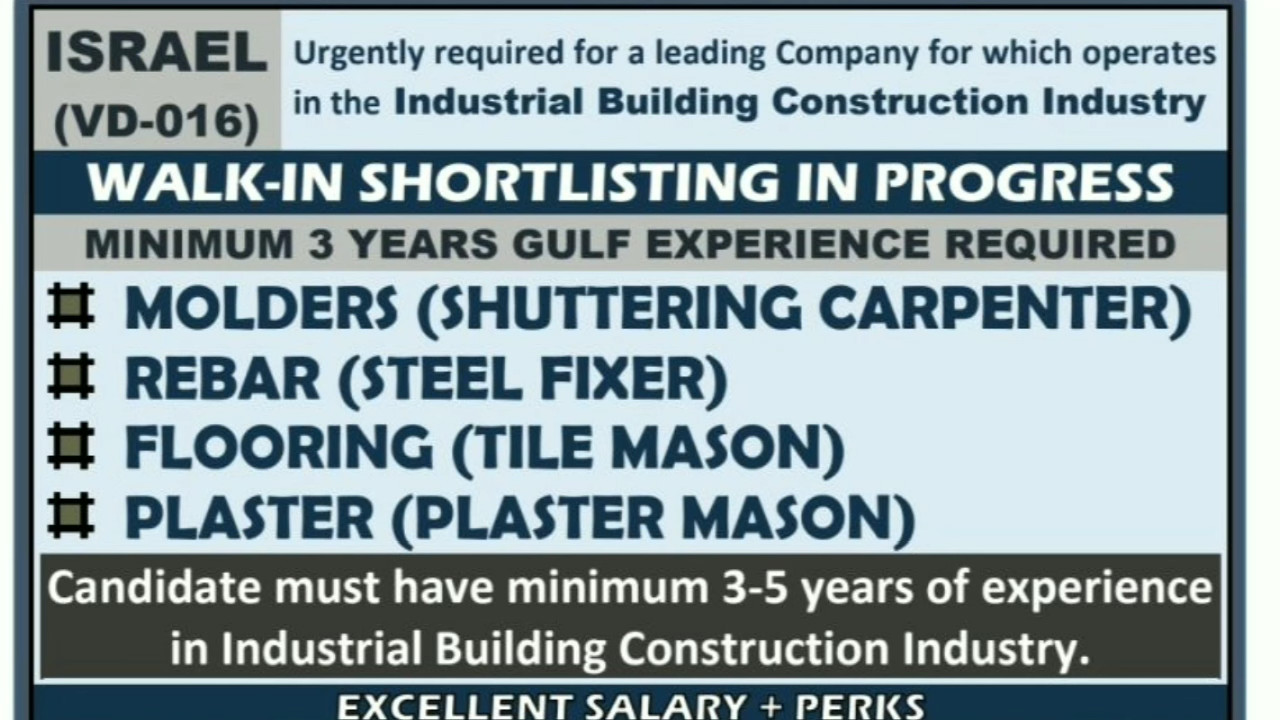 ISRAEL
(VD-016)
Urgently required for a leading Company for which operates
in the Industrial Building Construction Industry
WALK-IN SHORTLISTING IN PROGRESS
MINIMUM 3 YEARS GULF EXPERIENCE REQUIRED
MOLDERS (SHUTTERING CARPENTER)
REBAR (STEEL FIXER)
FLOORING (TILE MASON)
PLASTER (PLASTER MASON)
Candidate must have minimum 3-5 years of experience
in Industrial Building Construction Industry.
EXCELLENT SALARY + PERKS